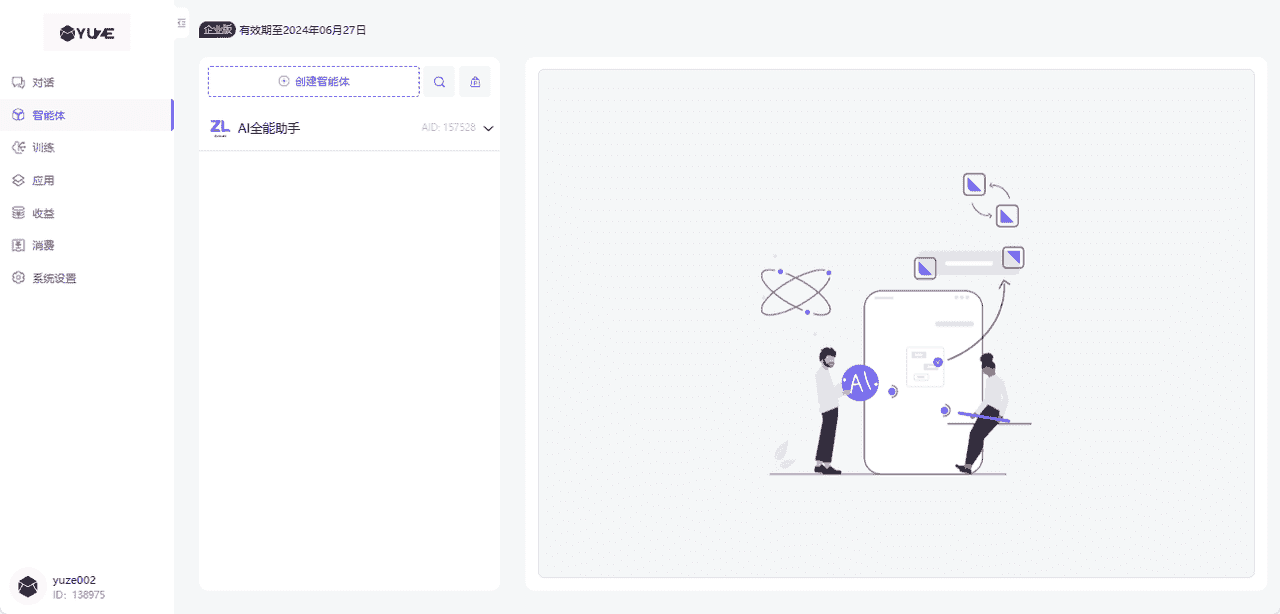 YUZE
企业版 有效期至2024年06月27日
对话
智能体
训练
应用
收益
消费
系统设置
创建智能体
ZL AI全能助手 AID: 157528
AI
yuze002
ID: 138975